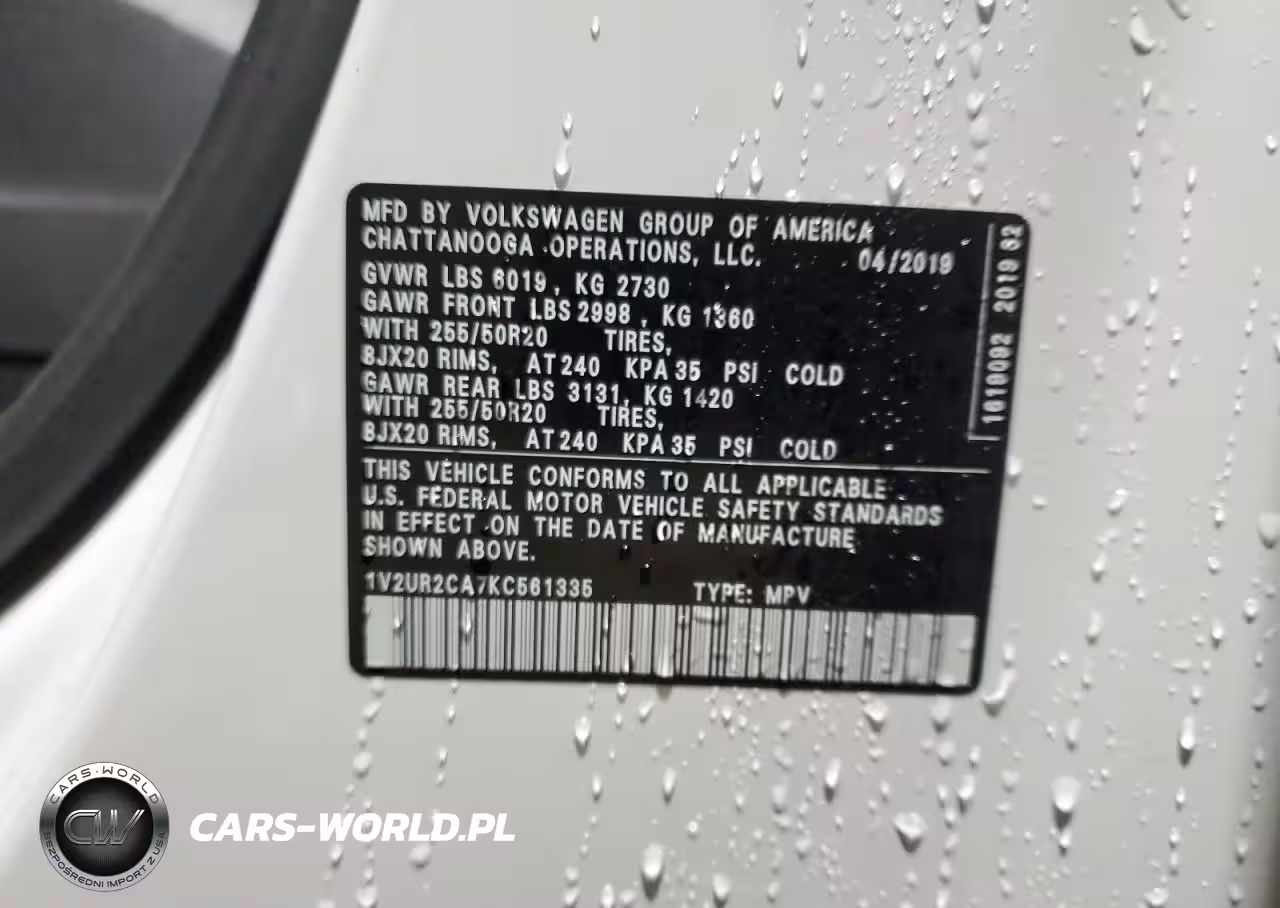 MFD BY VOLKSWAGEN GROUP OF AMERICA
CHATTANOOGA OPERATIONS, LLC. 04/2019
GVWR LBS 6019, KG 2730
GAWR FRONT LBS 2998, KG 1360
WITH 255/50R20 TIRES,
8JX20 RIMS, AT 240 KPA 35 PSI COLD
GAWR REAR LBS 3131, KG 1420
WITH 255/50R20 TIRES,
8JX20 RIMS, AT 240 KPA 35 PSI COLD
THIS VEHICLE CONFORMS TO ALL APPLICABLE
U.S. FEDERAL MOTOR VEHICLE SAFETY STANDARDS
IN EFFECT ON THE DATE OF MANUFACTURE
SHOWN ABOVE.
1V2UR2CA7KC561335 TYPE: MPV
2019
CARS-WORLD
CW
BEZPOŚREDNI IMPORT Z USA
CARS-WORLD.PL